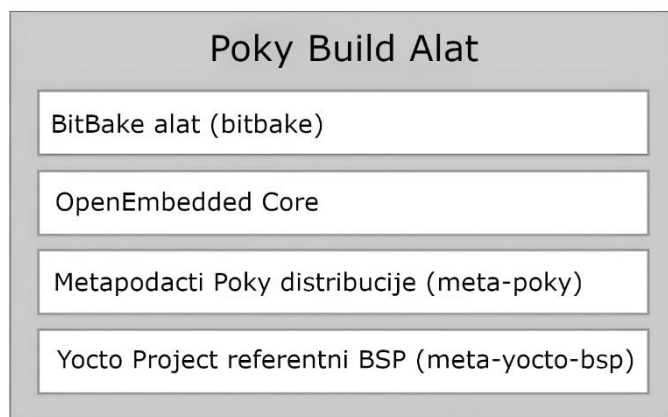 Poky Build Alat
BitBake alat (bitbake)
OpenEmbedded Core
Metapodacti Poky distribucije (meta-poky)
Yocto Project referentni BSP (meta-yocto-bsp)